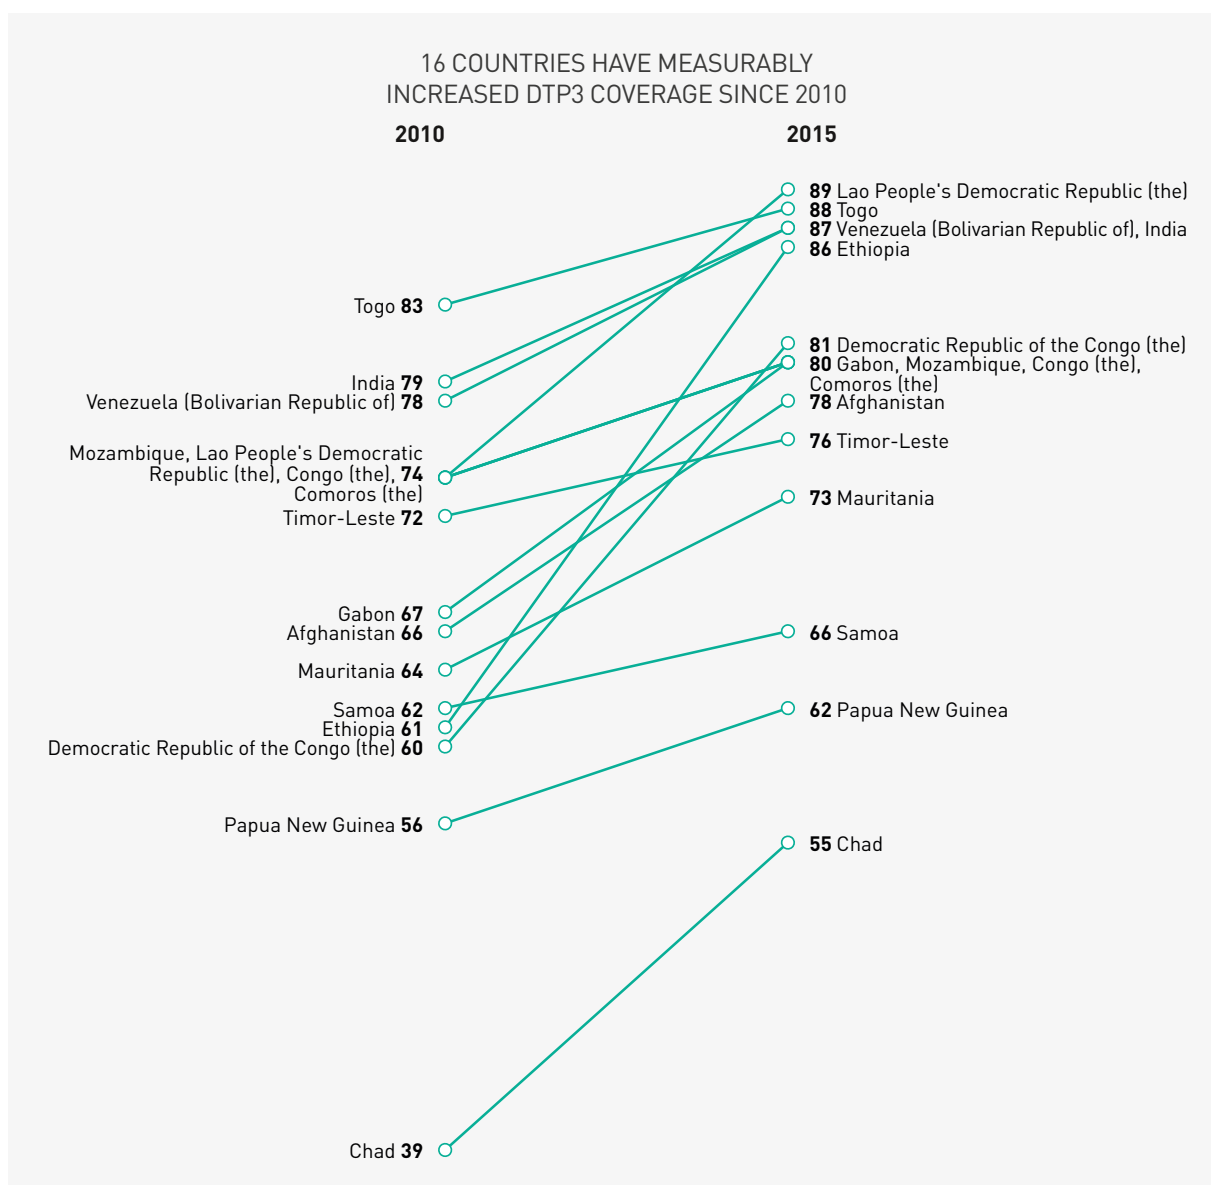 16 COUNTRIES HAVE MEASURABLY
INCREASED DTP3 COVERAGE SINCE 2010
2010
2015
89 Lao People's Democratic Republic (the)
88 Togo
87 Venezuela (Bolivarian Republic of), India
86 Ethiopia
Togo 83
81 Democratic Republic of the Congo (the)
80 Gabon, Mozambique, Congo (the),
Comoros (the)
India 79
Venezuela (Bolivarian Republic of) 78
78 Afghanistan
76 Timor-Leste
Mozambique, Lao People's Democratic
Republic (the), Congo (the), 74
Comoros (the)
Timor-Leste 72
73 Mauritania
Gabon 67
Afghanistan 66
66 Samoa
Mauritania 64
Samoa 62
62 Papua New Guinea
Ethiopia 61
Democratic Republic of the Congo (the) 60
Papua New Guinea 56
55 Chad
Chad 39